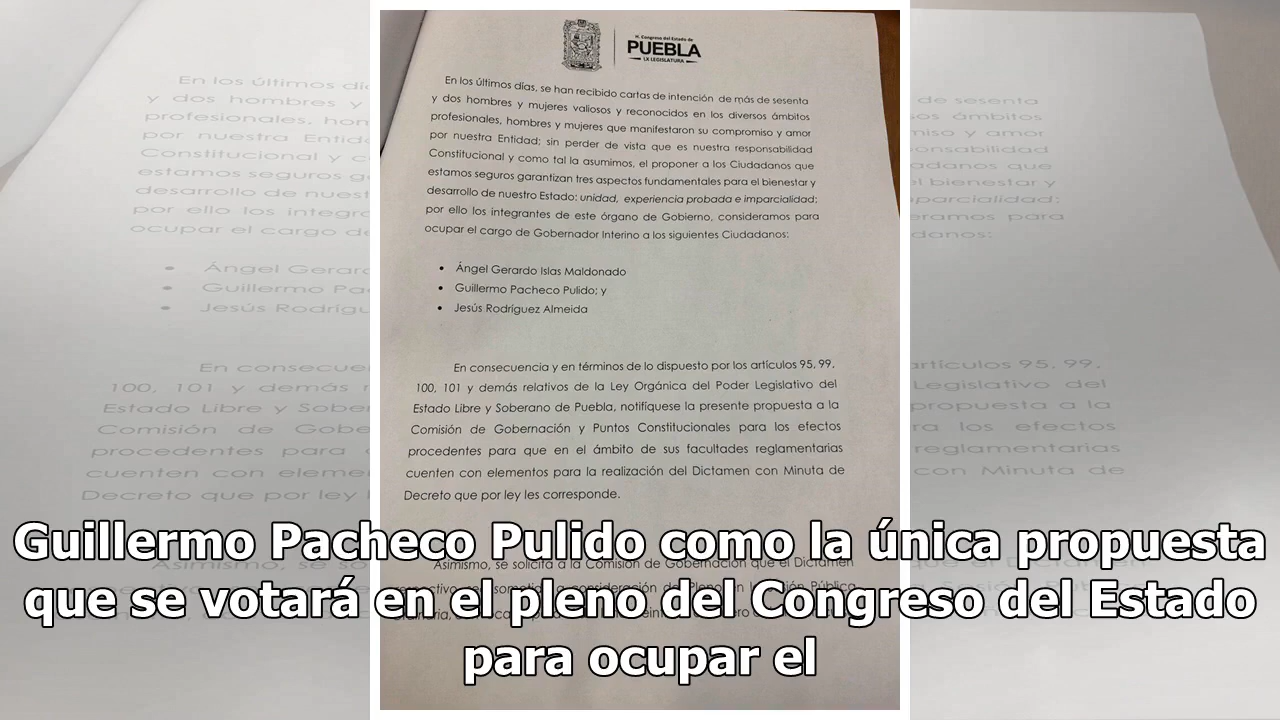 H. Congreso del Estado de
PUEBLA
LX LEGISLATURA
En los últimos días, se han recibido cartas de intención de más de sesenta
y dos hombres y mujeres valiosos y reconocidos en los diversos ámbitos
profesionales, hombres y mujeres que manifestaron su compromiso y amor
por nuestra Entidad; sin perder de vista que es nuestra responsabilidad
Constitucional y como tal la asumimos, el proponer a los Ciudadanos que
estamos seguros garantizan tres aspectos fundamentales para el bienestar y
desarrollo de nuestro Estado: unidad, experiencia probada e imparcialidad;
por ello los integrantes de este órgano de Gobierno, consideramos para
ocupar el cargo de Gobernador Interino a los siguientes Ciudadanos:
• Ángel Gerardo Islas Maldonado
• Guillermo Pacheco Pulido; y
• Jesús Rodríguez Almeida
En consecuencia y en términos de lo dispuesto por los artículos 95, 99,
100, 101 y demás relativos de la Ley Orgánica del Poder Legislativo del
Estado Libre y Soberano de Puebla, notifíquese la presente propuesta a la
Comisión de Gobernación y Puntos Constitucionales para los efectos
procedentes para que en el ámbito de sus facultades reglamentarias
cuenten con elementos para la realización del Dictamen con Minuta de
Decreto que por ley les corresponde.
Asimismo, se solicita a la Comisión de Gobernación que el Dictamen
Guillermo Pacheco Pulido como la única propuesta
que se votará en el pleno del Congreso del Estado
para ocupar el